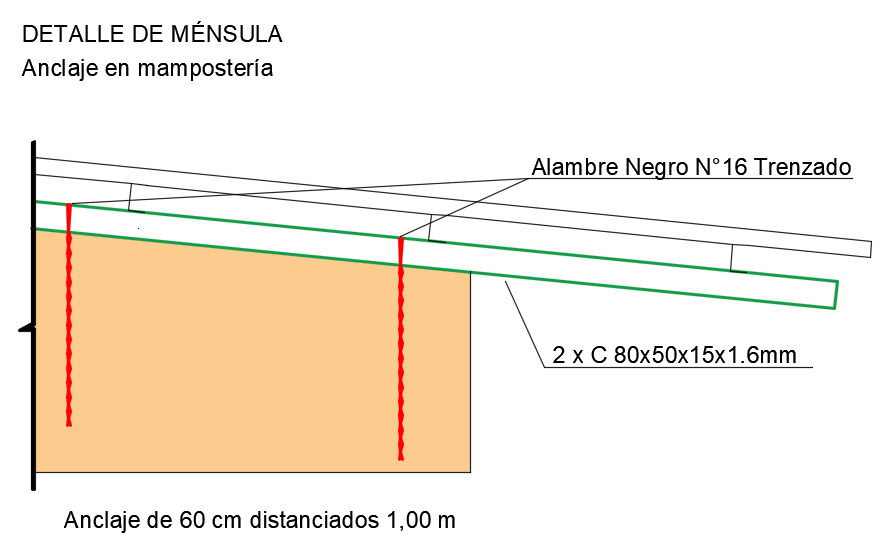 DETALLE DE MÉNSULA
Anclaje en mampostería
Alambre Negro N°16 Trenzado
2 x C 80x50x15x1.6mm
Anclaje de 60 cm distanciados 1,00 m